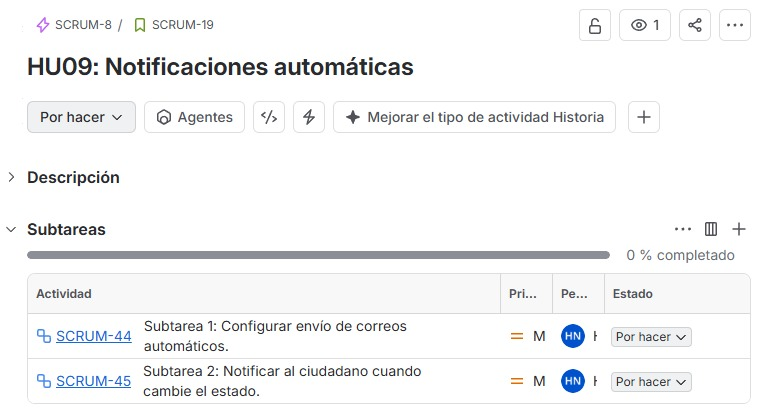 SCRUM-8 / SCRUM-19
1
HU09: Notificaciones automáticas
Por hacer
Agentes
</>
Mejorar el tipo de actividad Historia
Descripción
Subtareas
0 % completado
Actividad Pri... Pe... Estado
SCRUM-44 Subtarea 1: Configurar envío de correos
automáticos.
M HN Por hacer
SCRUM-45 Subtarea 2: Notificar al ciudadano cuando
cambie el estado.
M HN Por hacer